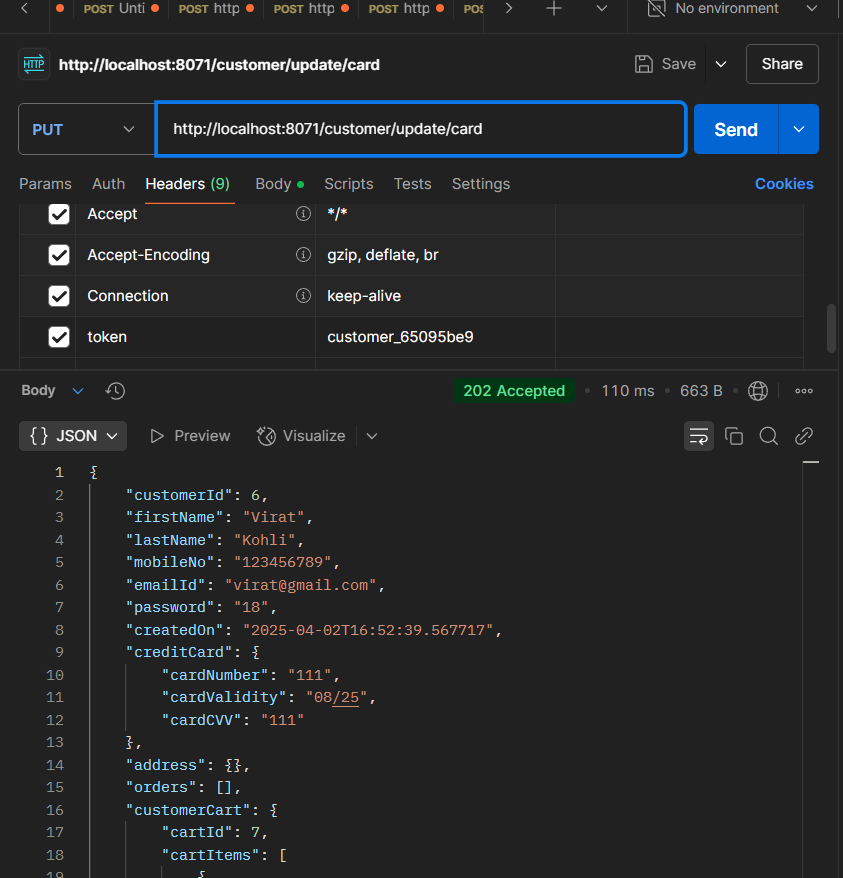 POST Unti POST http POST http POST http POS No environment
HTTP http://localhost:8071/customer/update/card Save Share
PUT http://localhost:8071/customer/update/card Send
Params Auth Headers (9) Body Scripts Tests Settings Cookies
Accept */*
Accept-Encoding gzip, deflate, br
Connection keep-alive
token customer_65095be9
Body 202 Accepted 110 ms 663 B
{} JSON Preview Visualize
1 {
2 "customerId": 6,
3 "firstName": "Virat",
4 "lastName": "Kohli",
5 "mobileNo": "123456789",
6 "emailId": "virat@gmail.com",
7 "password": "18",
8 "createdOn": "2025-04-02T16:52:39.567717",
9 "creditCard": {
10 "cardNumber": "111",
11 "cardValidity": "08/25",
12 "cardCVV": "111"
13 },
14 "address": {},
15 "orders": [],
16 "customerCart": {
17 "cartId": 7,
18 "cartItems": [
19 {